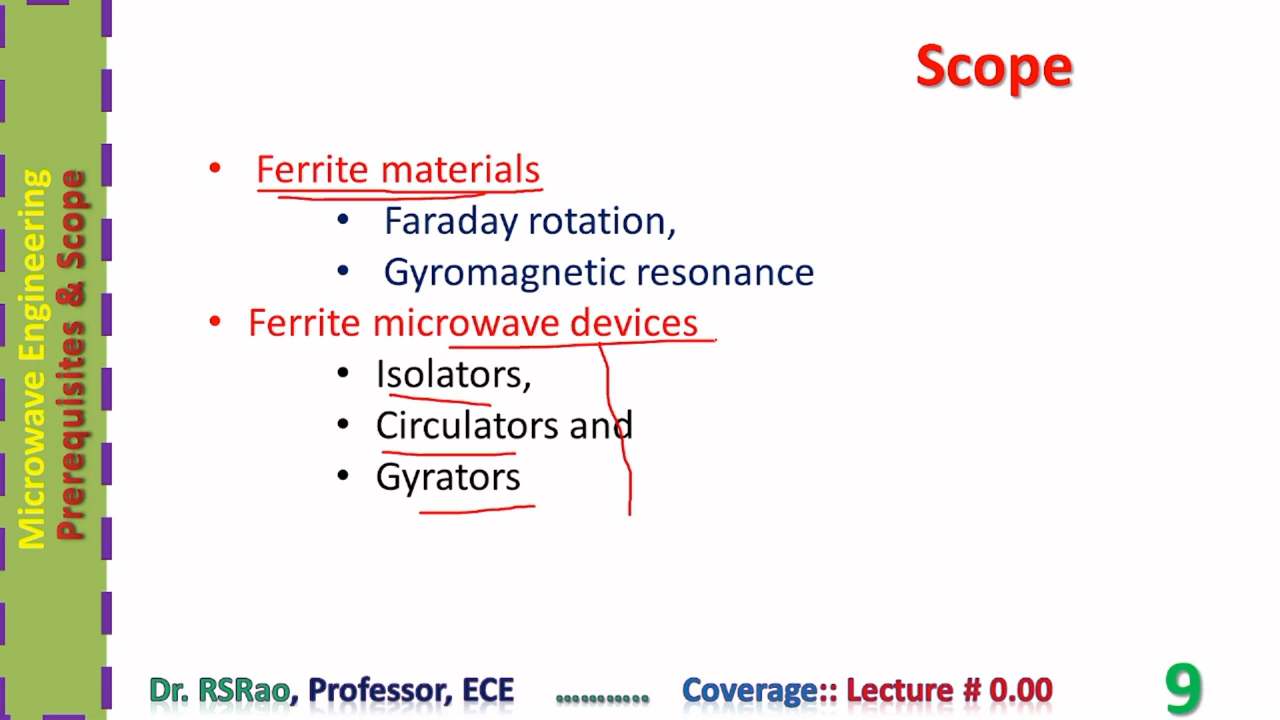 Scope
• Ferrite materials
• Faraday rotation,
• Gyromagnetic resonance
• Ferrite microwave devices
• Isolators,
• Circulators and
• Gyrators
Microwave Engineering
Prerequisites & Scope
Dr. RSRao, Professor, ECE ……….. Coverage:: Lecture # 0.00 9